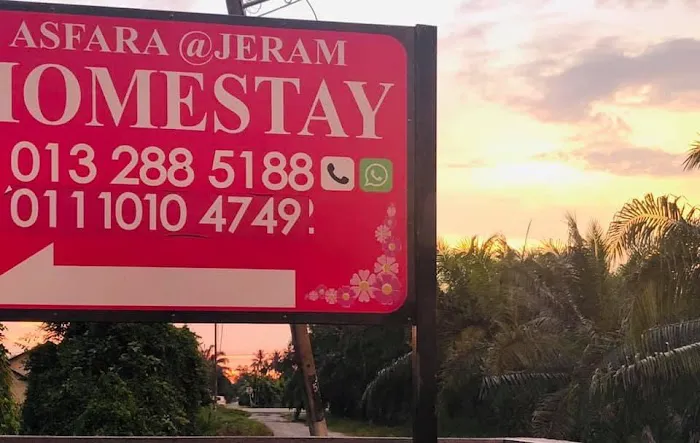 ASFARA @JERAM
HOMESTAY
013 288 5188
011 1010 4749